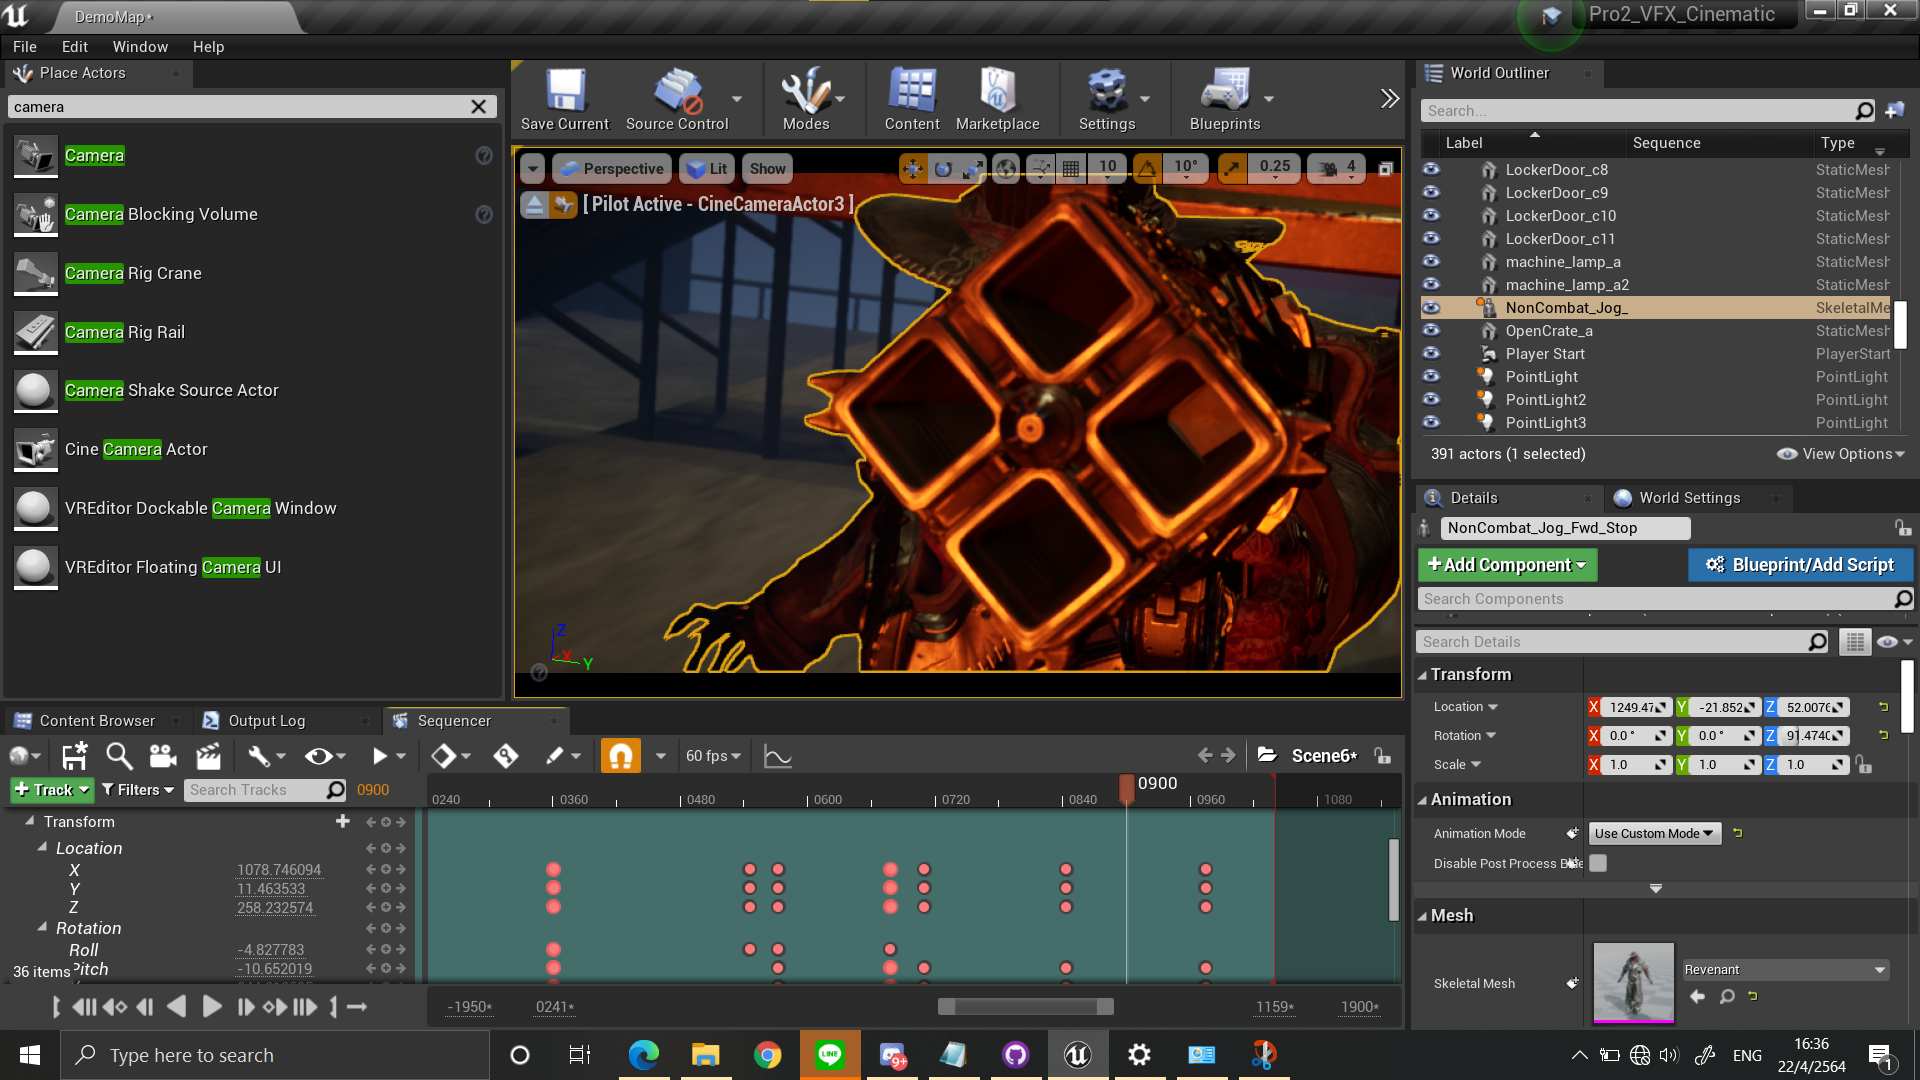 DemoMap*
Pro2_VFX_Cinematic
File Edit Window Help
Place Actors
camera
Camera
Camera Blocking Volume
Camera Rig Crane
Camera Rig Rail
Camera Shake Source Actor
Cine Camera Actor
VREditor Dockable Camera Window
VREditor Floating Camera UI
Save Current Source Control Modes Content Marketplace Settings Blueprints
Perspective Lit Show 10 10° 0.25 4
[ Pilot Active - CineCameraActor3 ]
Z
X
Y
World Outliner
Search...
Label Sequence Type
LockerDoor_c8 StaticMesh
LockerDoor_c9 StaticMesh
LockerDoor_c10 StaticMesh
LockerDoor_c11 StaticMesh
machine_lamp_a StaticMesh
machine_lamp_a2 StaticMesh
NonCombat_Jog_ SkeletalMe
OpenCrate_a StaticMesh
Player Start PlayerStart
PointLight PointLight
PointLight2 PointLight
PointLight3 PointLight
391 actors (1 selected) View Options
Details World Settings
NonCombat_Jog_Fwd_Stop
+Add Component Blueprint/Add Script
Search Components
Search Details
Transform
Location X 1249.47 Y -21.852 Z 52.007
Rotation X 0.0 ° Y 0.0 ° Z 91.4740
Scale X 1.0 Y 1.0 Z 1.0
Animation
Animation Mode Use Custom Mode
Disable Post Process
Mesh
Skeletal Mesh Revenant
Content Browser Output Log Sequencer
60 fps Scene6*
+ Track Filters Search Tracks 0900
0240 0360 0480 0600 0720 0840 0900 0960 1080
Transform
Location
X 1078.746094
Y 11.463533
Z 258.232574
Rotation
Roll -4.827783
36 items Pitch -10.652019
-1950* 0241* 1159* 1900*
Type here to search
9+
ENG
16:36
22/4/2564
1